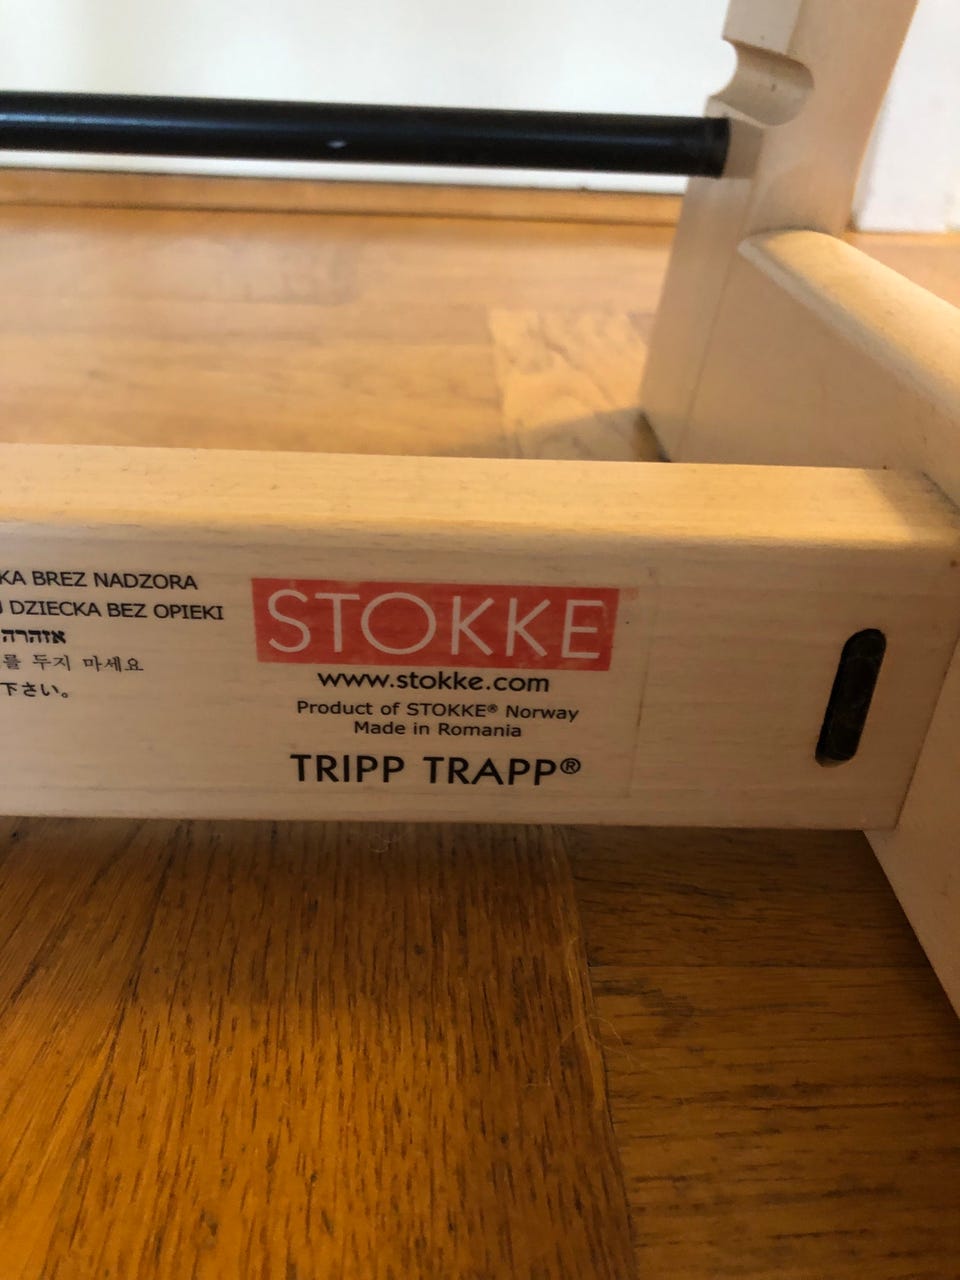 KA BREZ NADZORA
DZIECKA BEZ OPIEKI
אזהרה
를 두지 마세요
下さい。
STOKKE
www.stokke.com
Product of STOKKE® Norway
Made in Romania
TRIPP TRAPP®